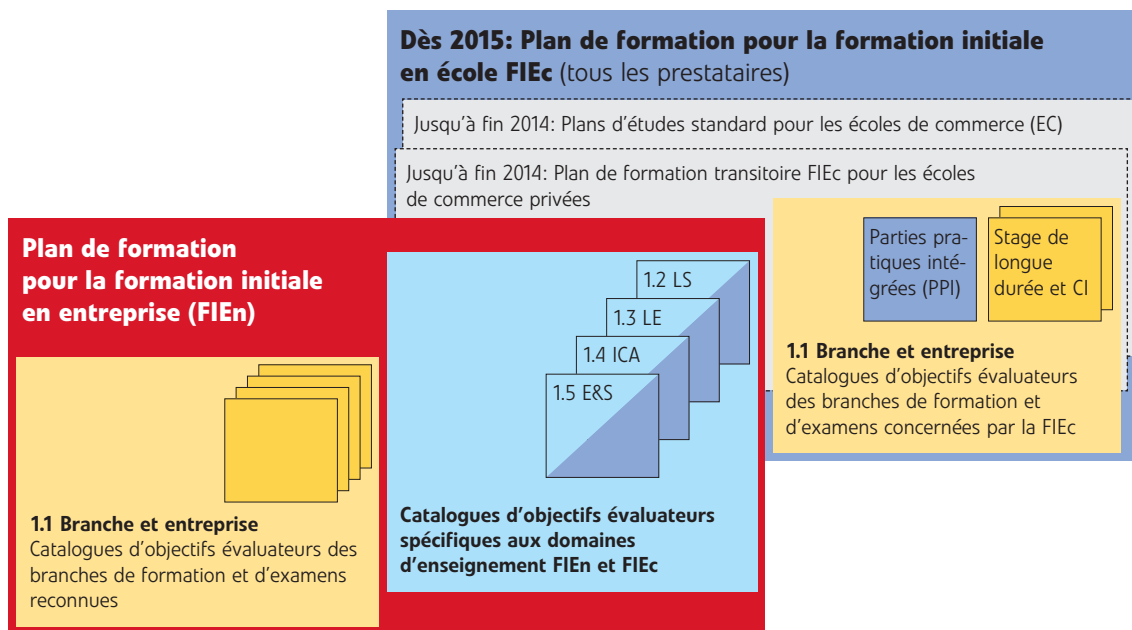 Dès 2015: Plan de formation pour la formation initiale
en école FIEc (tous les prestataires)
Jusqu'à fin 2014: Plans d'études standard pour les écoles de commerce (EC)
Jusqu'à fin 2014: Plan de formation transitoire FIEc pour les écoles
de commerce privées
Parties pra-
tiques inté-
grées (PPI)
Stage de
longue
durée et CI
1.1 Branche et entreprise
Catalogues d'objectifs évaluateurs
des branches de formation et
d'examens concernées par la FIEc
Plan de formation
pour la formation initiale
en entreprise (FIEn)
1.1 Branche et entreprise
Catalogues d'objectifs évaluateurs des
branches de formation et d'examens
reconnues
1.2 LS
1.3 LE
1.4 ICA
1.5 E&S
Catalogues d'objectifs évaluateurs
spécifiques aux domaines
d'enseignement FIEn et FIEc